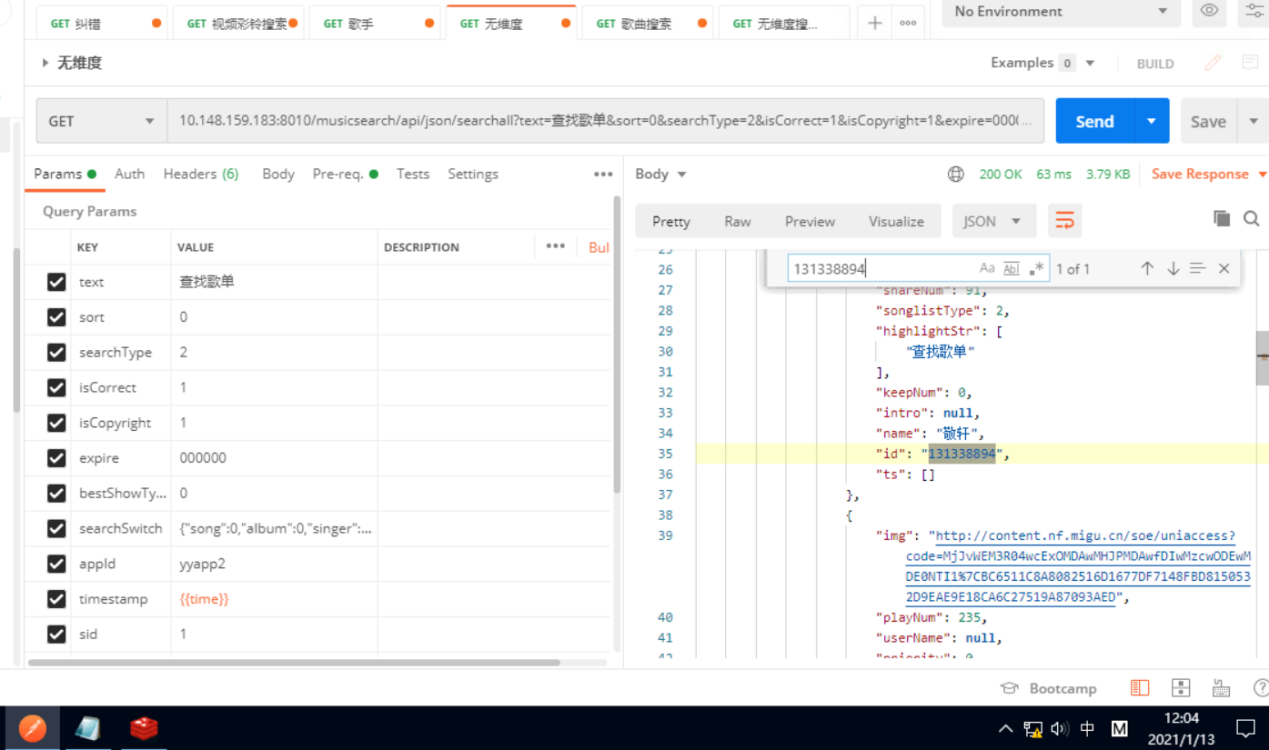 GET 纠错
GET 视频彩铃搜索
GET 歌手
GET 无维度
GET 歌曲搜索
GET 无维度搜...
No Environment
无维度
Examples 0
BUILD
GET
10.148.159.183:8010/musicsearch/api/json/searchall?text=查找歌单&sort=0&searchType=2&isCorrect=1&isCopyright=1&expire=000(...
Send
Save
Params
Auth
Headers (6)
Body
Pre-req.
Tests
Settings
Body
200 OK 63 ms 3.79 KB
Save Response
Query Params
Pretty
Raw
Preview
Visualize
JSON
KEY VALUE DESCRIPTION Bul
text 查找歌单
sort 0
searchType 2
isCorrect 1
isCopyright 1
expire 000000
bestShowTy... 0
searchSwitch {"song":0,"album":0,"singer":...
appId yyapp2
timestamp {{time}}
sid 1
131338894 Aa Abl .* 1 of 1
25
26
27 "shareNum": 91,
28 "songlistType": 2,
29 "highlightStr": [
30 "查找歌单"
31 ],
32 "keepNum": 0,
33 "intro": null,
34 "name": "敬轩",
35 "id": "131338894",
36 "ts": []
37 },
38 {
39 "img": "http://content.nf.migu.cn/soe/uniaccess?
code=MjJvWEM3R04wcExOMDAwMHJPMDAwfDIwMzcwODEwM
DE0NTI1%7CBC6511C8A8082516D1677DF7148FBD815053
2D9EAE9E18CA6C27519A87093AED",
40 "playNum": 235,
41 "userName": null,
42 "priority": 0
Bootcamp
中
M
12:04
2021/1/13